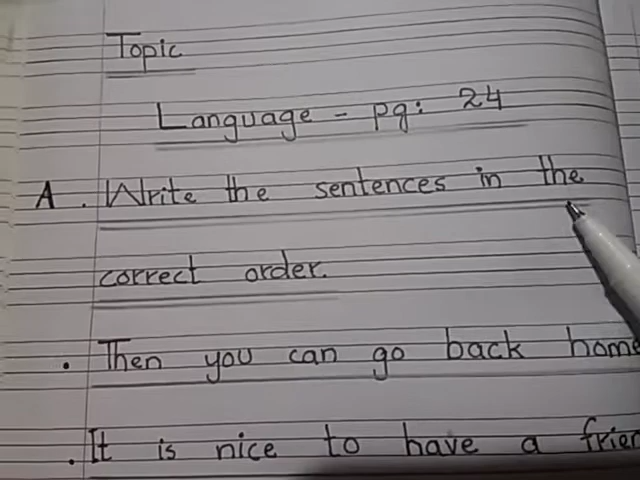 Topic
Language - pg: 24
A. Write the sentences in the
correct order.
. Then you can go back home
. It is nice to have a